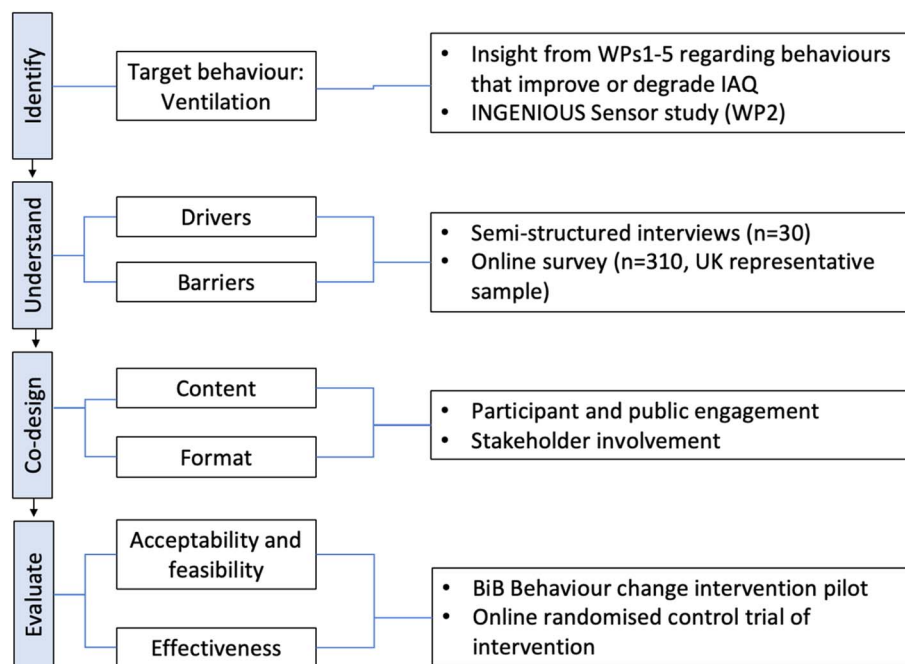 Identify
Target behaviour:
Ventilation
• Insight from WPs1-5 regarding behaviours
that improve or degrade IAQ
• INGENIOUS Sensor study (WP2)
Understand
Drivers
Barriers
• Semi-structured interviews (n=30)
• Online survey (n=310, UK representative
sample)
Co-design
Content
Format
• Participant and public engagement
• Stakeholder involvement
Evaluate
Acceptability and
feasibility
Effectiveness
• BiB Behaviour change intervention pilot
• Online randomised control trial of
intervention